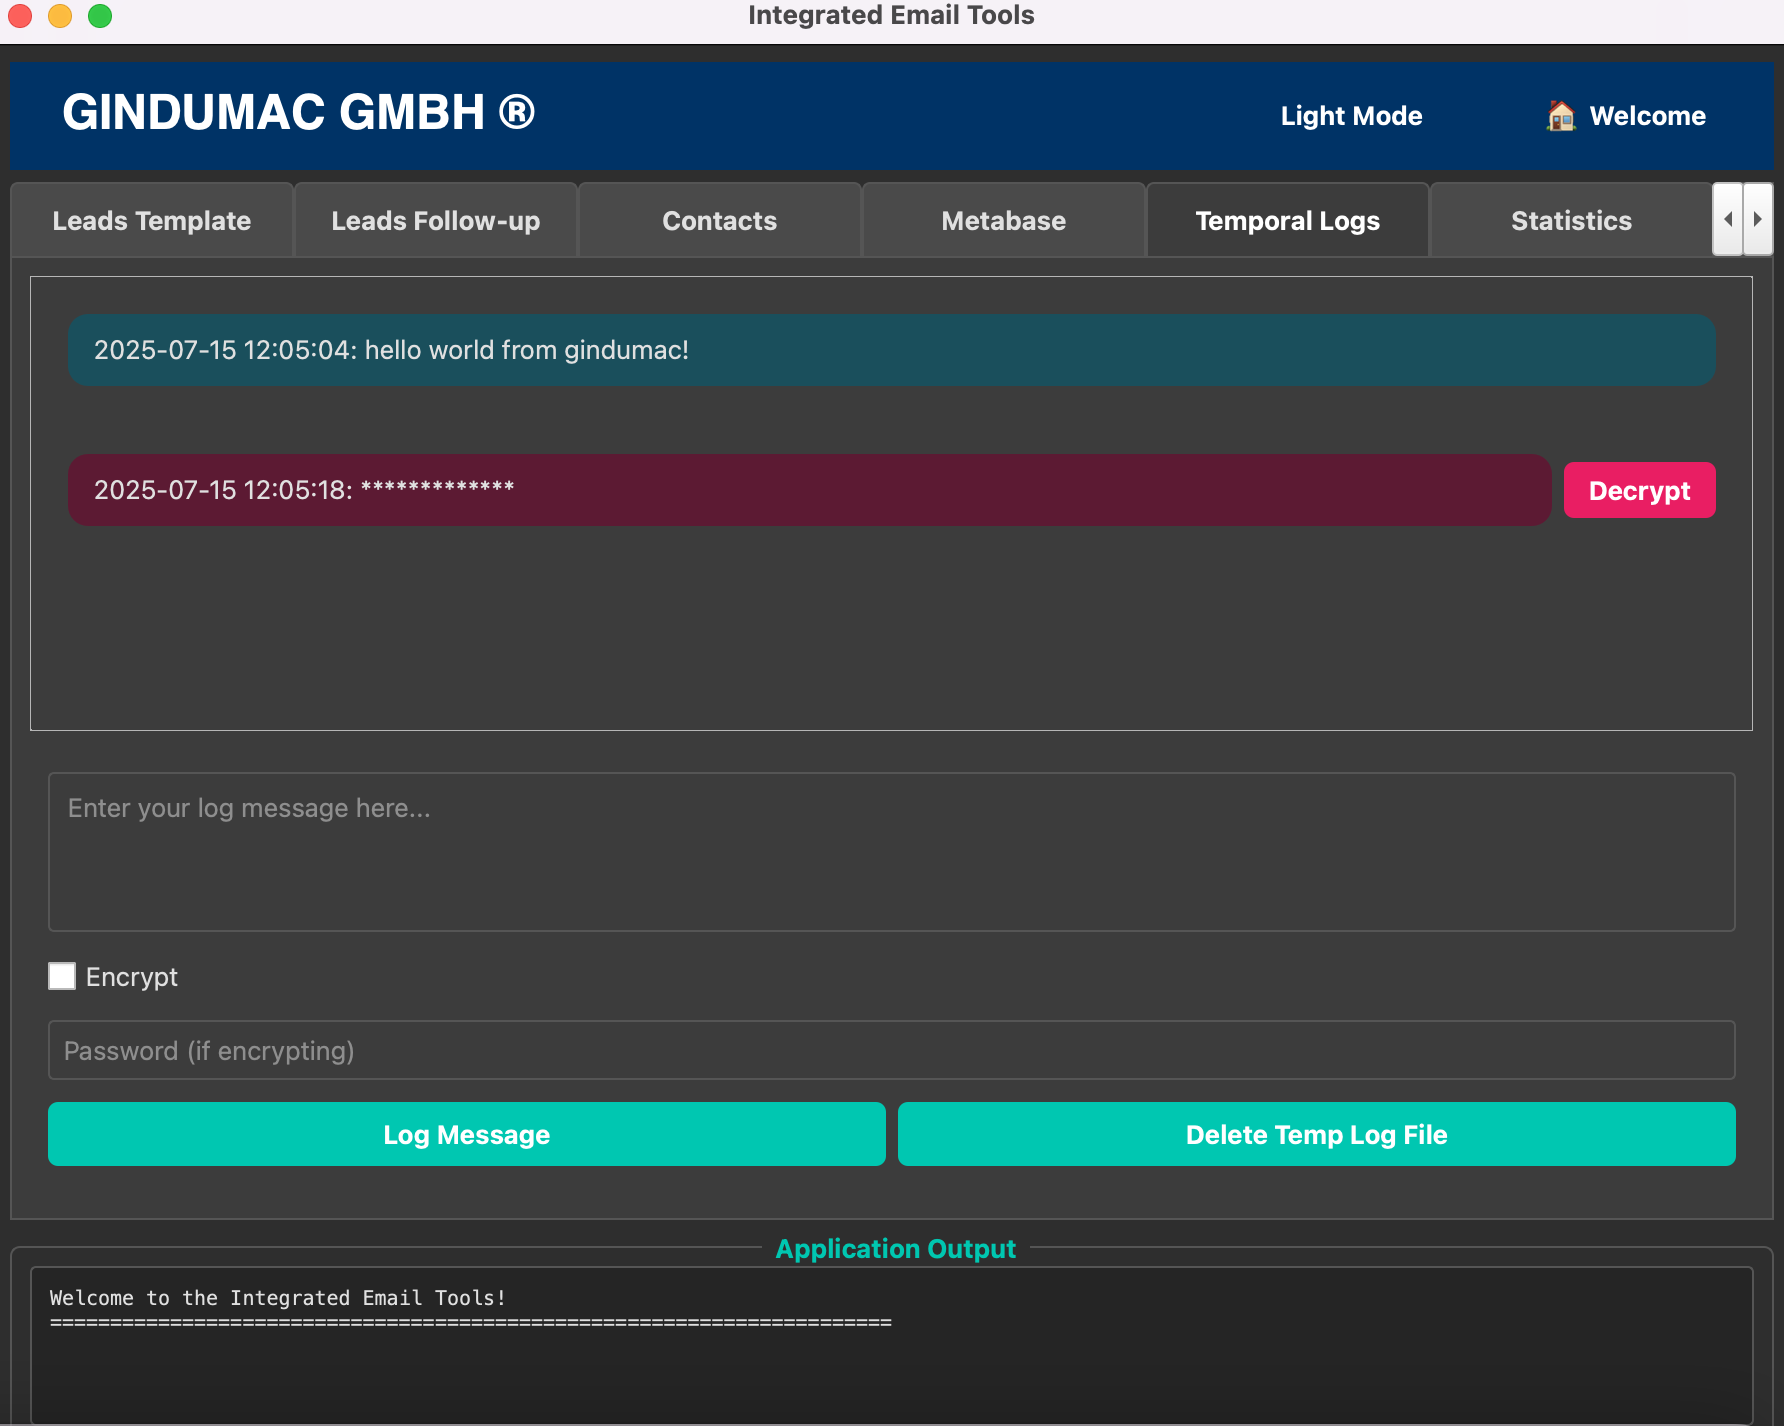 Integrated Email Tools
GINDUMAC GMBH ®
Light Mode
🏠 Welcome
Leads Template
Leads Follow-up
Contacts
Metabase
Temporal Logs
Statistics
2025-07-15 12:05:04: hello world from gindumac!
2025-07-15 12:05:18: *************
Decrypt
Enter your log message here...
Encrypt
Password (if encrypting)
Log Message
Delete Temp Log File
Application Output
Welcome to the Integrated Email Tools!
======================================================================